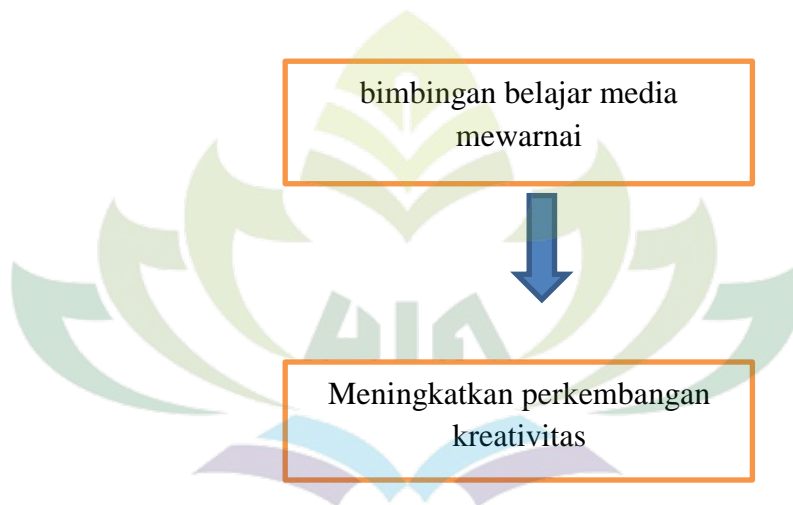 bimbingan belajar media
mewarnai
Meningkatkan perkembangan
kreativitas